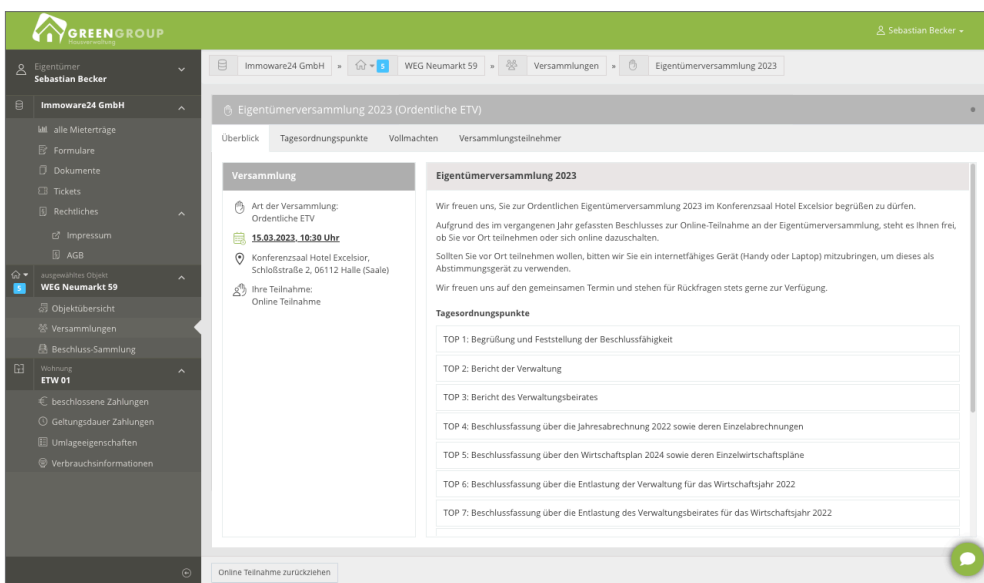 GREENGROUP
Hausverwaltung
Sebastian Becker
Eigentümer
Sebastian Becker
Immoware24 GmbH
alle Mieterträge
Formulare
Dokumente
Tickets
Rechtliches
Impressum
AGB
ausgewähltes Objekt
S
WEG Neumarkt 59
Objektübersicht
Versammlungen
Beschluss-Sammlung
Wohnung
ETW 01
beschlossene Zahlungen
Geltungsdauer Zahlungen
Umlageeigenschaften
Verbrauchsinformationen
Immoware24 GmbH » S WEG Neumarkt 59 » Versammlungen » Eigentümerversammlung 2023
Eigentümerversammlung 2023 (Ordentliche ETV)
Überblick Tagesordnungspunkte Vollmachten Versammlungsteilnehmer
Versammlung
Art der Versammlung:
Ordentliche ETV
15.03.2023, 10:30 Uhr
Konferenzsaal Hotel Excelsior,
Schloßstraße 2, 06112 Halle (Saale)
Ihre Teilnahme:
Online Teilnahme
Eigentümerversammlung 2023
Wir freuen uns, Sie zur Ordentlichen Eigentümerversammlung 2023 im Konferenzsaal Hotel Excelsior begrüßen zu dürfen.
Aufgrund des im vergangenen Jahr gefassten Beschlusses zur Online-Teilnahme an der Eigentümerversammlung, steht es Ihnen frei,
ob Sie vor Ort teilnehmen oder sich online dazuschalten.
Sollten Sie vor Ort teilnehmen wollen, bitten wir Sie ein internetfähiges Gerät (Handy oder Laptop) mitzubringen, um dieses als
Abstimmungsgerät zu verwenden.
Wir freuen uns auf den gemeinsamen Termin und stehen für Rückfragen stets gerne zur Verfügung.
Tagesordnungspunkte
TOP 1: Begrüßung und Feststellung der Beschlussfähigkeit
TOP 2: Bericht der Verwaltung
TOP 3: Bericht des Verwaltungsbeirates
TOP 4: Beschlussfassung über die Jahresabrechnung 2022 sowie deren Einzelabrechnungen
TOP 5: Beschlussfassung über den Wirtschaftsplan 2024 sowie deren Einzelwirtschaftspläne
TOP 6: Beschlussfassung über die Entlastung der Verwaltung für das Wirtschaftsjahr 2022
TOP 7: Beschlussfassung über die Entlastung des Verwaltungsbeirates für das Wirtschaftsjahr 2022
Online Teilnahme zurückziehen